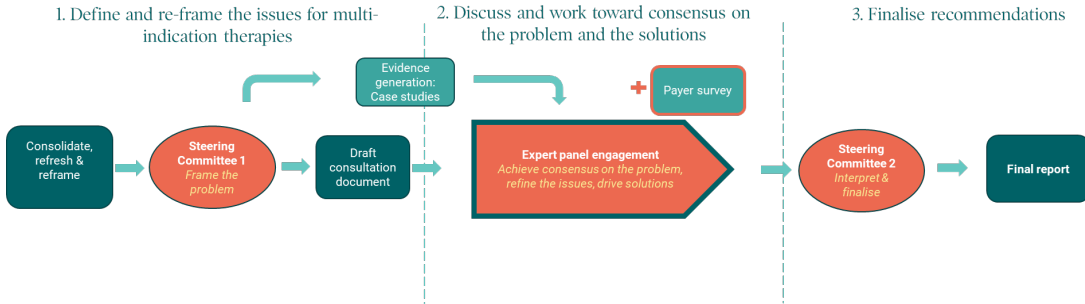 1. Define and re-frame the issues for multi-
indication therapies
2. Discuss and work toward consensus on
the problem and the solutions
3. Finalise recommendations
Evidence
generation:
Case studies
+
Payer survey
Consolidate,
refresh &
reframe
Steering
Committee 1
Frame the
problem
Draft
consultation
document
Expert panel engagement
Achieve consensus on the problem,
refine the issues, drive solutions
Steering
Committee 2
Interpret &
finalise
Final report